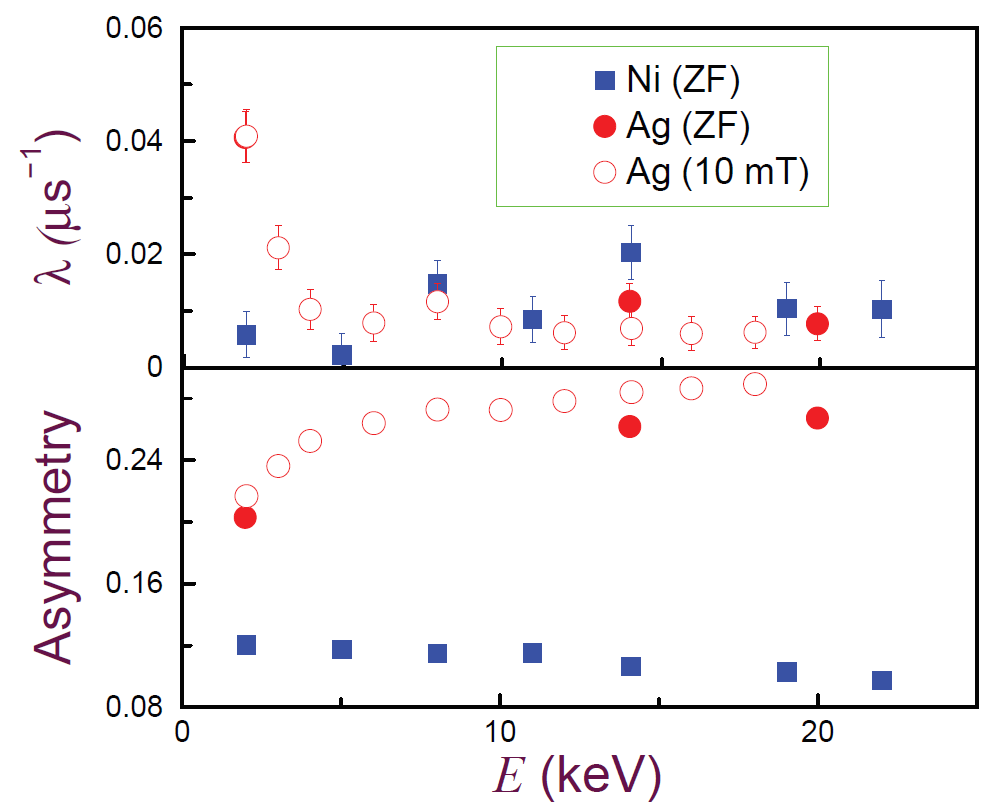 0.06
0.04
0.02
0
λ (μs⁻¹)
Ni (ZF)
Ag (ZF)
Ag (10 mT)
0.24
0.16
0.08
Asymmetry
0 10 20
E (keV)